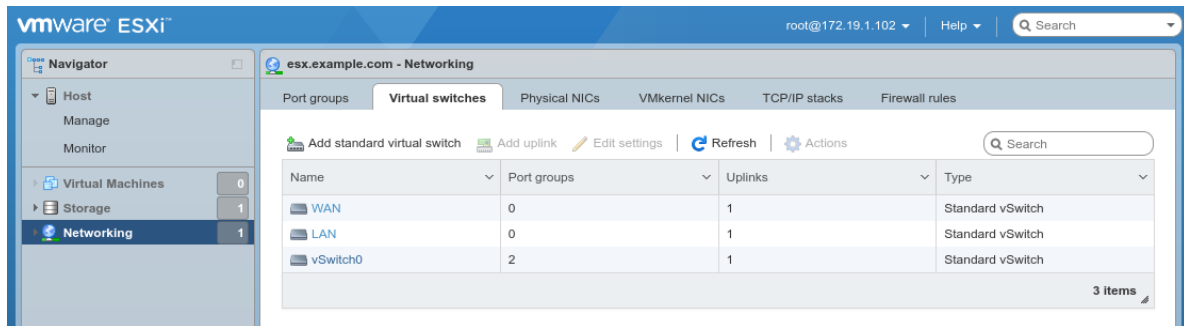 vmware ESXi™
root@172.19.1.102 Help Search
Navigator
Host
Manage
Monitor
Virtual Machines 0
Storage 1
Networking 1
esx.example.com - Networking
Port groups Virtual switches Physical NICs VMkernel NICs TCP/IP stacks Firewall rules
Add standard virtual switch Add uplink Edit settings Refresh Actions Search
Name Port groups Uplinks Type
WAN 0 1 Standard vSwitch
LAN 0 1 Standard vSwitch
vSwitch0 2 1 Standard vSwitch
3 items